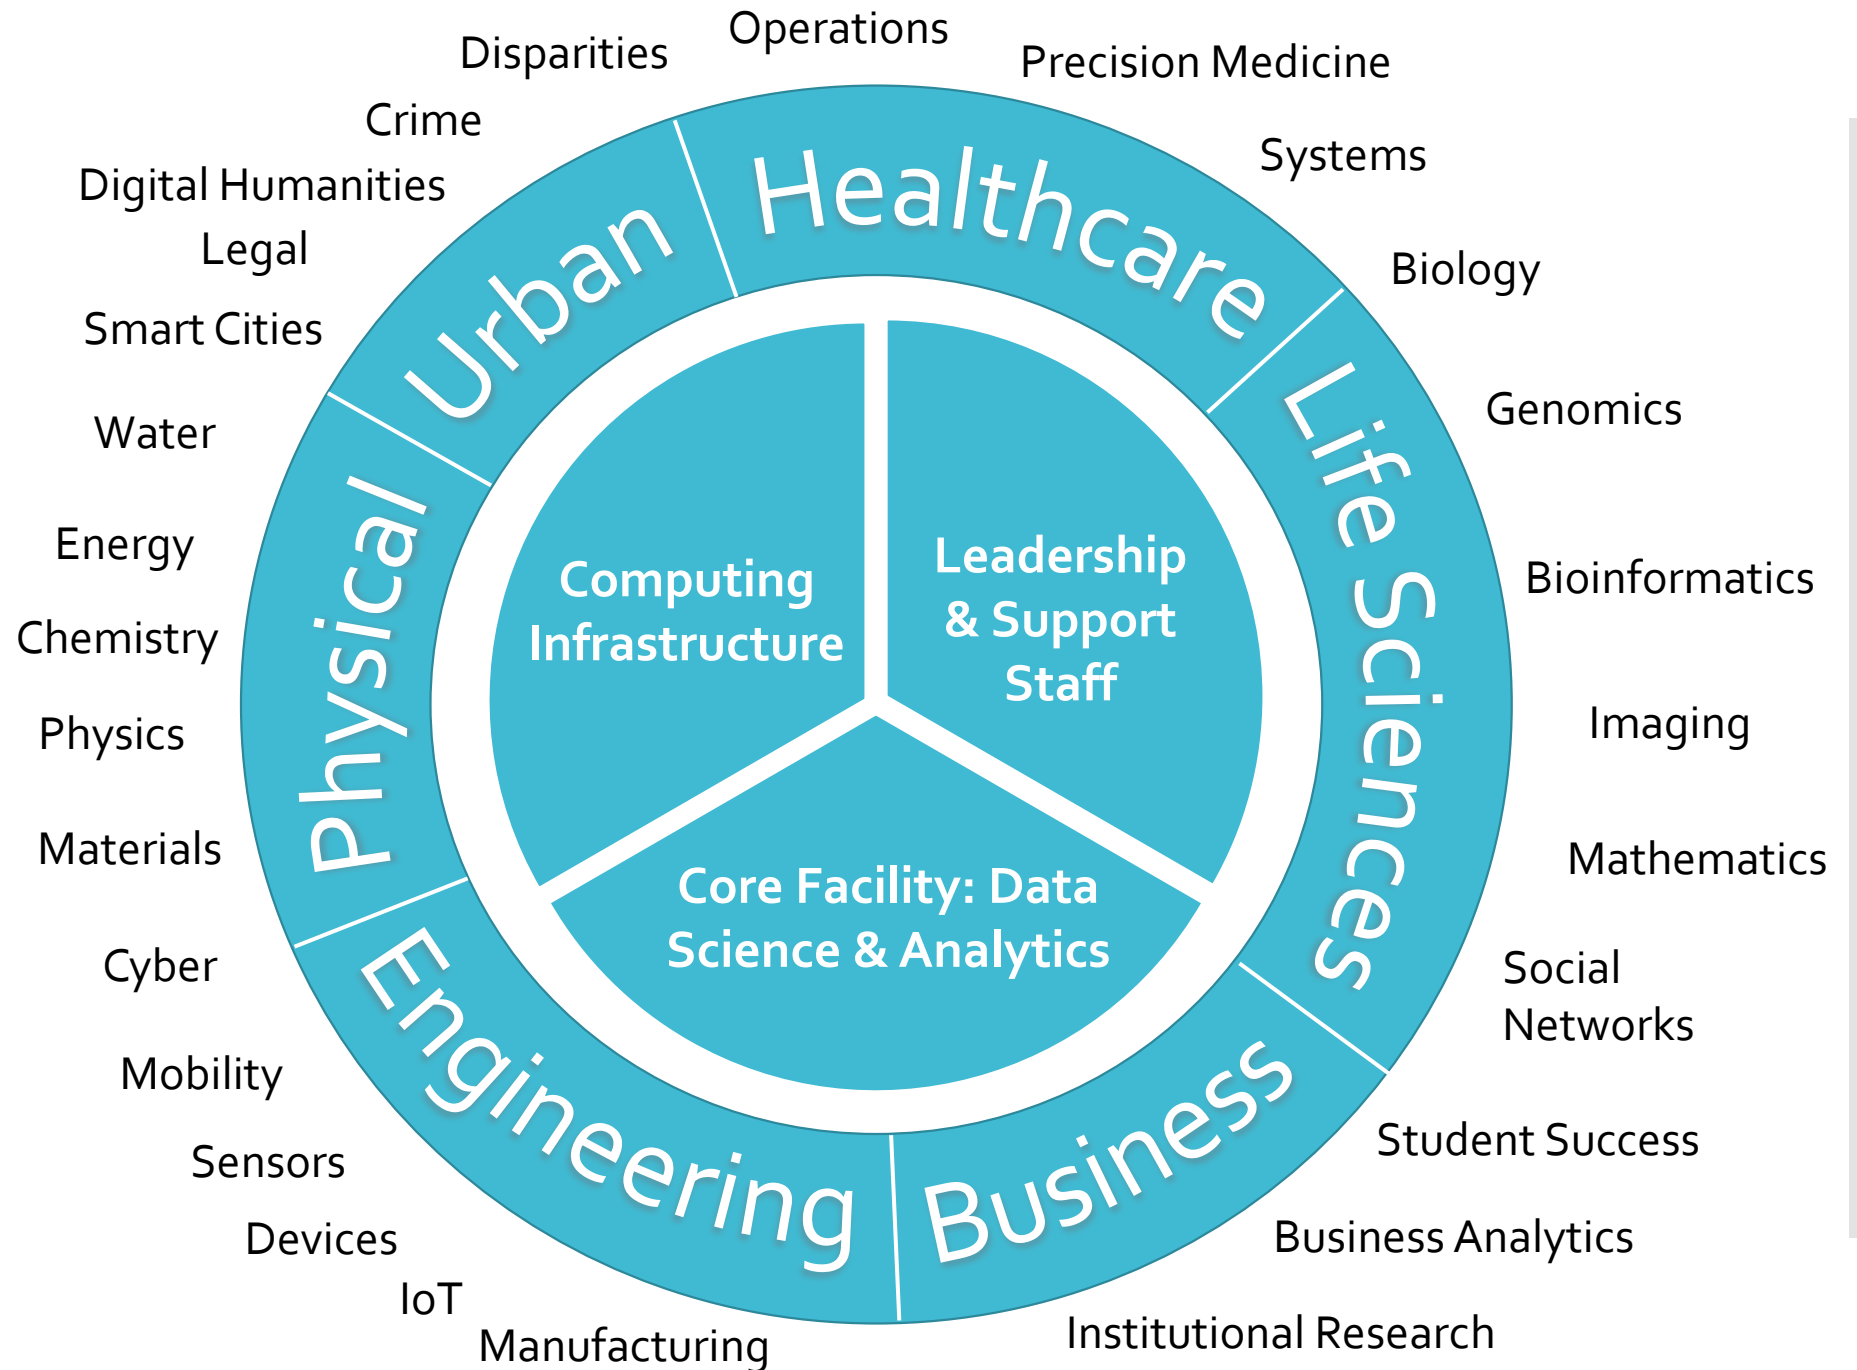 Operations
Disparities
Precision Medicine
Crime
Systems
Digital Humanities
Legal
Biology
Smart Cities
Genomics
Water
Energy
Bioinformatics
Chemistry
Imaging
Physics
Materials
Mathematics
Cyber
Social
Networks
Mobility
Student Success
Sensors
Devices
Business Analytics
IoT
Institutional Research
Manufacturing
Urban
Healthcare
Life Sciences
Business
Engineering
Physical
Computing
Infrastructure
Leadership
& Support
Staff
Core Facility: Data
Science & Analytics